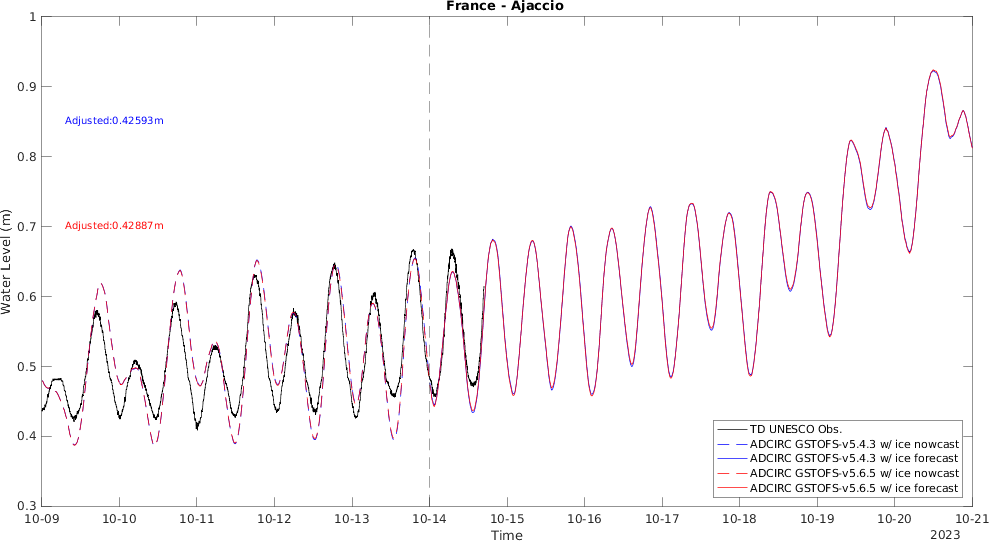 France - Ajaccio
Water Level (m)
1
0.9
0.8
0.7
0.6
0.5
0.4
0.3
Adjusted:0.42593m
Adjusted:0.42887m
TD UNESCO Obs.
ADCIRC GSTOFS-v5.4.3 w/ ice nowcast
ADCIRC GSTOFS-v5.4.3 w/ ice forecast
ADCIRC GSTOFS-v5.6.5 w/ ice nowcast
ADCIRC GSTOFS-v5.6.5 w/ ice forecast
10-09 10-10 10-11 10-12 10-13 10-14 10-15 10-16 10-17 10-18 10-19 10-20 10-21
Time
2023